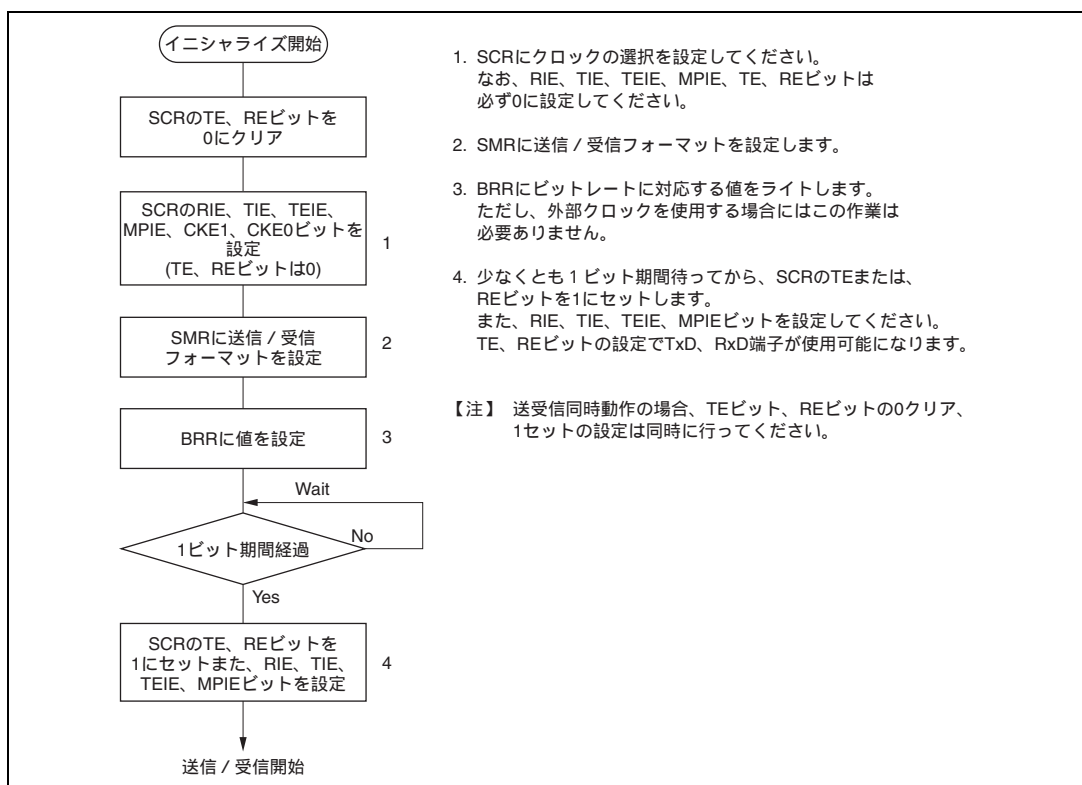 イニシャライズ開始
SCRのTE、REビットを
0にクリア
SCRのRIE、TIE、TEIE、
MPIE、CKE1、CKE0ビットを
設定
(TE、REビットは0)
1
SMRに送信 / 受信
フォーマットを設定
2
BRRに値を設定
3
Wait
1ビット期間経過
No
Yes
SCRのTE、REビットを
1にセットまた、RIE、TIE、
TEIE、MPIEビットを設定
4
送信 / 受信開始
1. SCRにクロックの選択を設定してください。
なお、RIE、TIE、TEIE、MPIE、TE、REビットは
必ず0に設定してください。
2. SMRに送信 / 受信フォーマットを設定します。
3. BRRにビットレートに対応する値をライトします。
ただし、外部クロックを使用する場合にはこの作業は
必要ありません。
4. 少なくとも 1 ビット期間待ってから、SCRのTEまたは、
REビットを1にセットします。
また、RIE、TIE、TEIE、MPIEビットを設定してください。
TE、REビットの設定でTxD、RxD端子が使用可能になります。
【注】 送受信同時動作の場合、TEビット、REビットの0クリア、
1セットの設定は同時に行ってください。